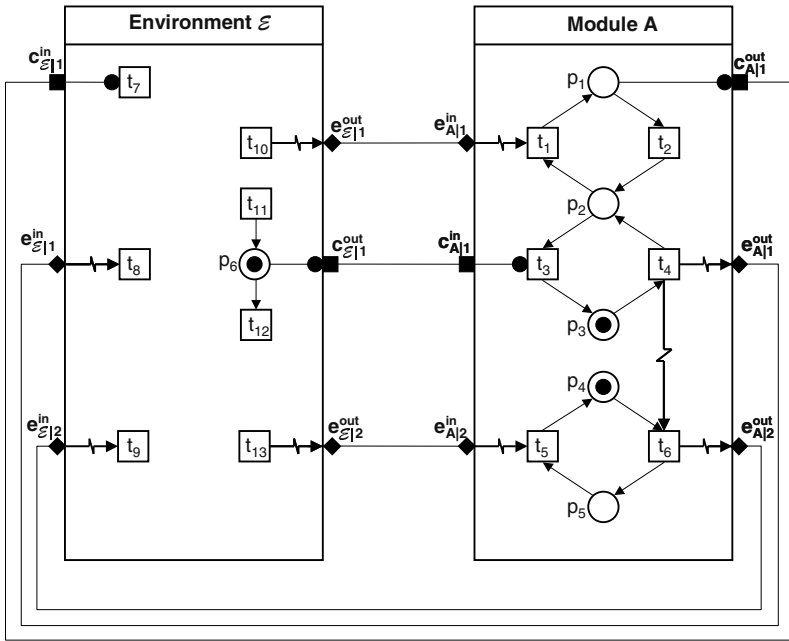 Environment ℰ
Module A
c^in_ℰ|1
t7
p1
c^out_A|1
t10
e^out_ℰ|1
e^in_A|1
t1
t2
t11
p2
e^in_ℰ|1
t8
p6
c^out_ℰ|1
c^in_A|1
t3
t4
e^out_A|1
t12
p3
p4
e^in_ℰ|2
t9
t13
e^out_ℰ|2
e^in_A|2
t5
t6
e^out_A|2
p5